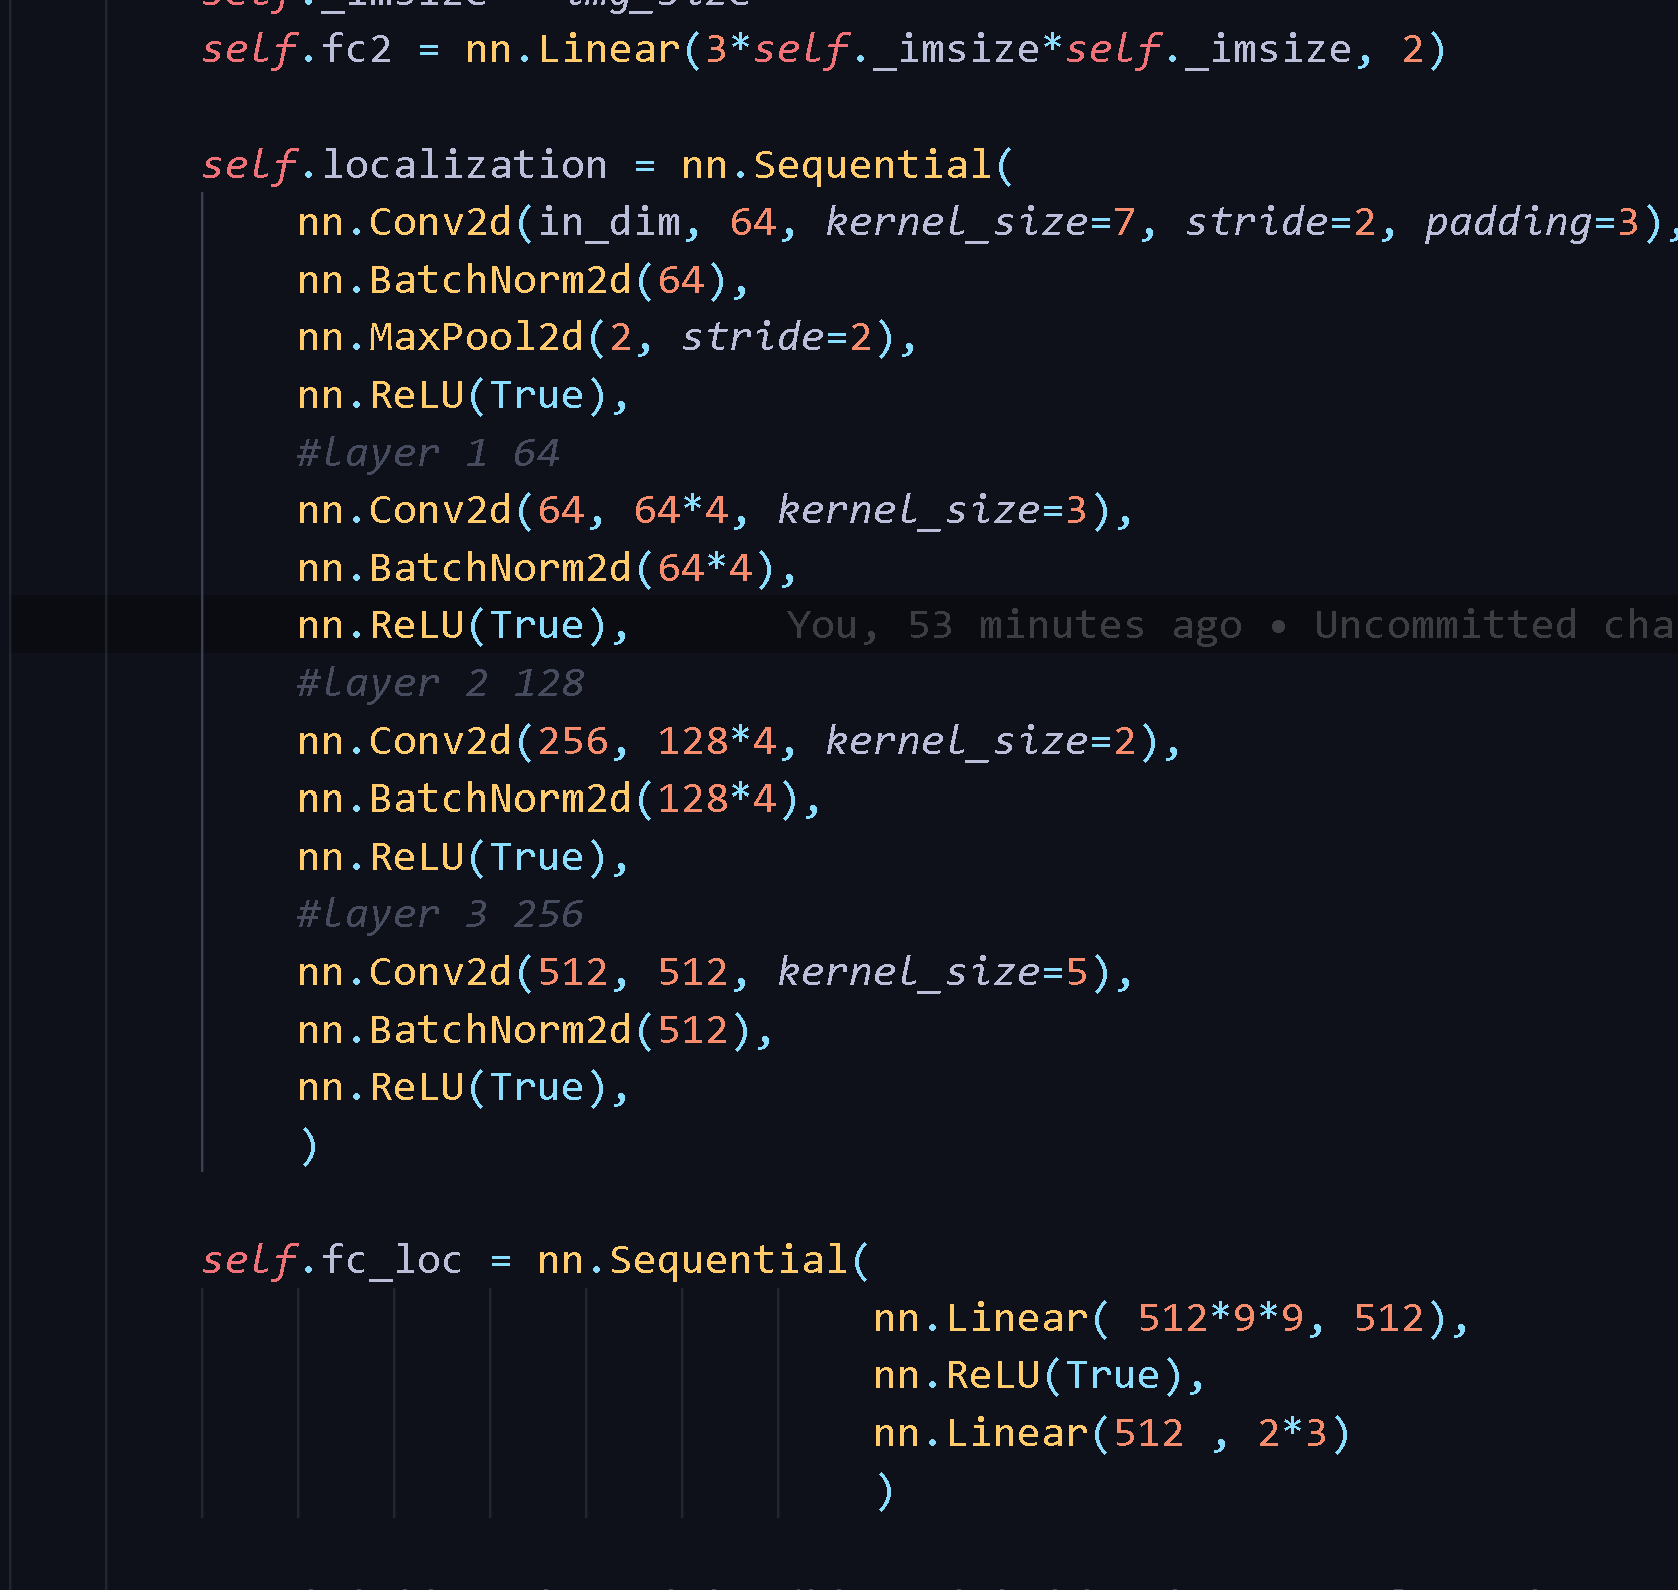 self._imsize = img_size
self.fc2 = nn.Linear(3*self._imsize*self._imsize, 2)
self.localization = nn.Sequential(
nn.Conv2d(in_dim, 64, kernel_size=7, stride=2, padding=3),
nn.BatchNorm2d(64),
nn.MaxPool2d(2, stride=2),
nn.ReLU(True),
#layer 1 64
nn.Conv2d(64, 64*4, kernel_size=3),
nn.BatchNorm2d(64*4),
nn.ReLU(True), You, 53 minutes ago • Uncommitted cha
#layer 2 128
nn.Conv2d(256, 128*4, kernel_size=2),
nn.BatchNorm2d(128*4),
nn.ReLU(True),
#layer 3 256
nn.Conv2d(512, 512, kernel_size=5),
nn.BatchNorm2d(512),
nn.ReLU(True),
)
self.fc_loc = nn.Sequential(
nn.Linear( 512*9*9, 512),
nn.ReLU(True),
nn.Linear(512 , 2*3)
)